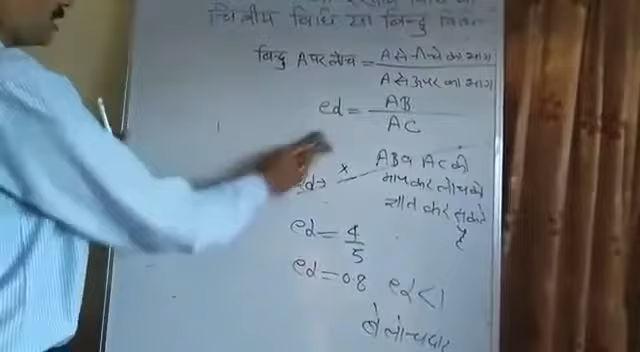 चित्रीय विधि या बिन्दु
बिन्दु A पर लोच = A से नीचे का भाग
A से ऊपर का भाग
ed = AB
AC
AB व AC को
माप कर लोच को
ज्ञात कर सकते
है
ed = 4
5
ed = 0.8 ed < 1
बेलोचदार